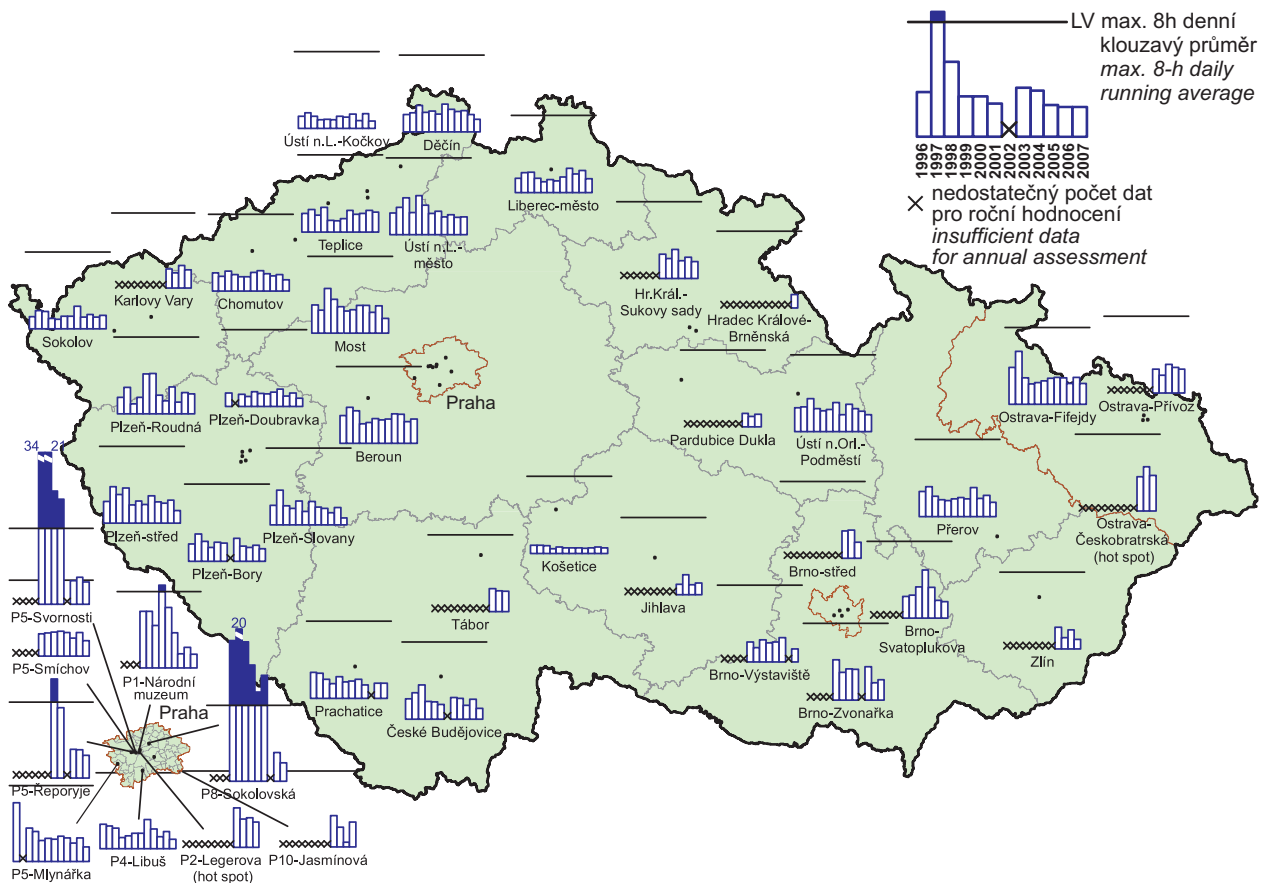 LV max. 8h denní
klouzavý průměr
max. 8-h daily
running average
1996
1997
1998
1999
2000
2001
2002
2003
2004
2005
2006
2007
× nedostatečný počet dat
pro roční hodnocení
insufficient data
for annual assessment
Ústí n.L.-Kočkov
Děčín
Liberec-město
Teplice
Ústí n.L.-
město
Karlovy Vary
Chomutov
Hr.Král.-
Sukovy sady
Hradec Králové-
Brněnská
Sokolov
Most
Praha
Plzeň-Roudná
Plzeň-Doubravka
Beroun
Pardubice Dukla
Ústí n.Orl.-
Podměstí
Ostrava-Fifejdy
Ostrava-Přívoz
34 21
Plzeň-střed
Plzeň-Slovany
Plzeň-Bory
Košetice
Přerov
Ostrava-
Českobratrská
(hot spot)
Brno-střed
P5-Svornosti
Tábor
Jihlava
Brno-
Svatoplukova
Zlín
20
P5-Smíchov
P1-Národní
muzeum
Praha
Prachatice
České Budějovice
Brno-Výstaviště
Brno-Zvonařka
P5-Řeporyje
P8-Sokolovská
P5-Mlynářka
P4-Libuš
P2-Legerova
(hot spot)
P10-Jasmínová